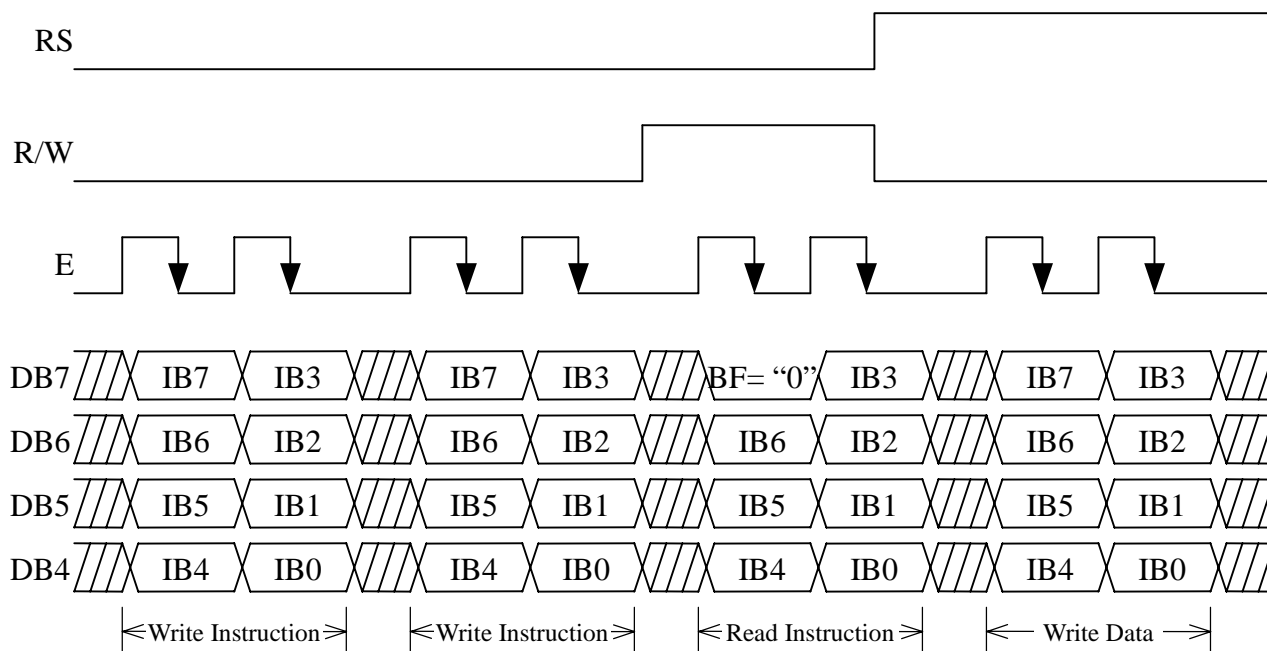 RS
R/W
E
DB7 IB7 IB3 IB7 IB3 BF= “0” IB3 IB7 IB3
DB6 IB6 IB2 IB6 IB2 IB6 IB2 IB6 IB2
DB5 IB5 IB1 IB5 IB1 IB5 IB1 IB5 IB1
DB4 IB4 IB0 IB4 IB0 IB4 IB0 IB4 IB0
Write Instruction Write Instruction Read Instruction Write Data